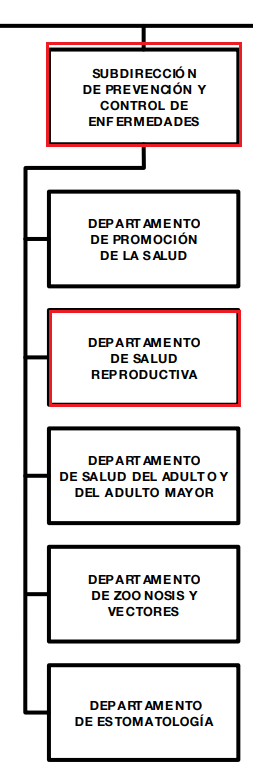 SUBDIRECCIÓN
DE PREVENCIÓN Y
CONTROL DE
ENFERMEDADES
DEPARTAMENTO
DE PROMOCIÓN
DE LA SALUD
DEPARTAMENTO
DE SALUD
REPRODUCTIVA
DEPARTAMENTO
DE SALUD DEL ADULTO Y
DEL ADULTO MAYOR
DEPARTAMENTO
DE ZOONOSIS Y
VECTORES
DEPARTAMENTO
DE ESTOMATOLOGÍA